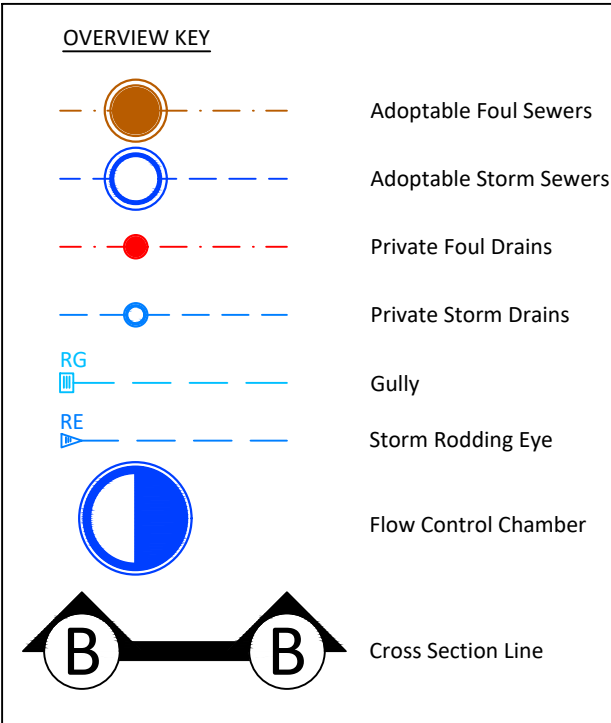 OVERVIEW KEY
Adoptable Foul Sewers
Adoptable Storm Sewers
Private Foul Drains
Private Storm Drains
RG
Gully
RE
Storm Rodding Eye
Flow Control Chamber
B B
Cross Section Line